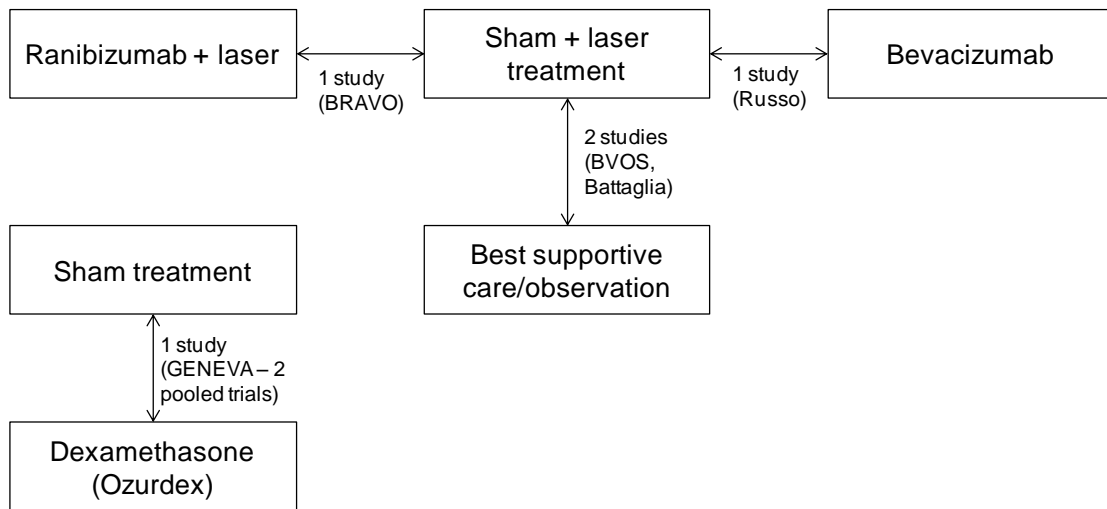 Ranibizumab + laser
1 study
(BRAVO)
Sham + laser
treatment
1 study
(Russo)
Bevacizumab
2 studies
(BVOS,
Battaglia)
Sham treatment
Best supportive
care/observation
1 study
(GENEVA – 2
pooled trials)
Dexamethasone
(Ozurdex)